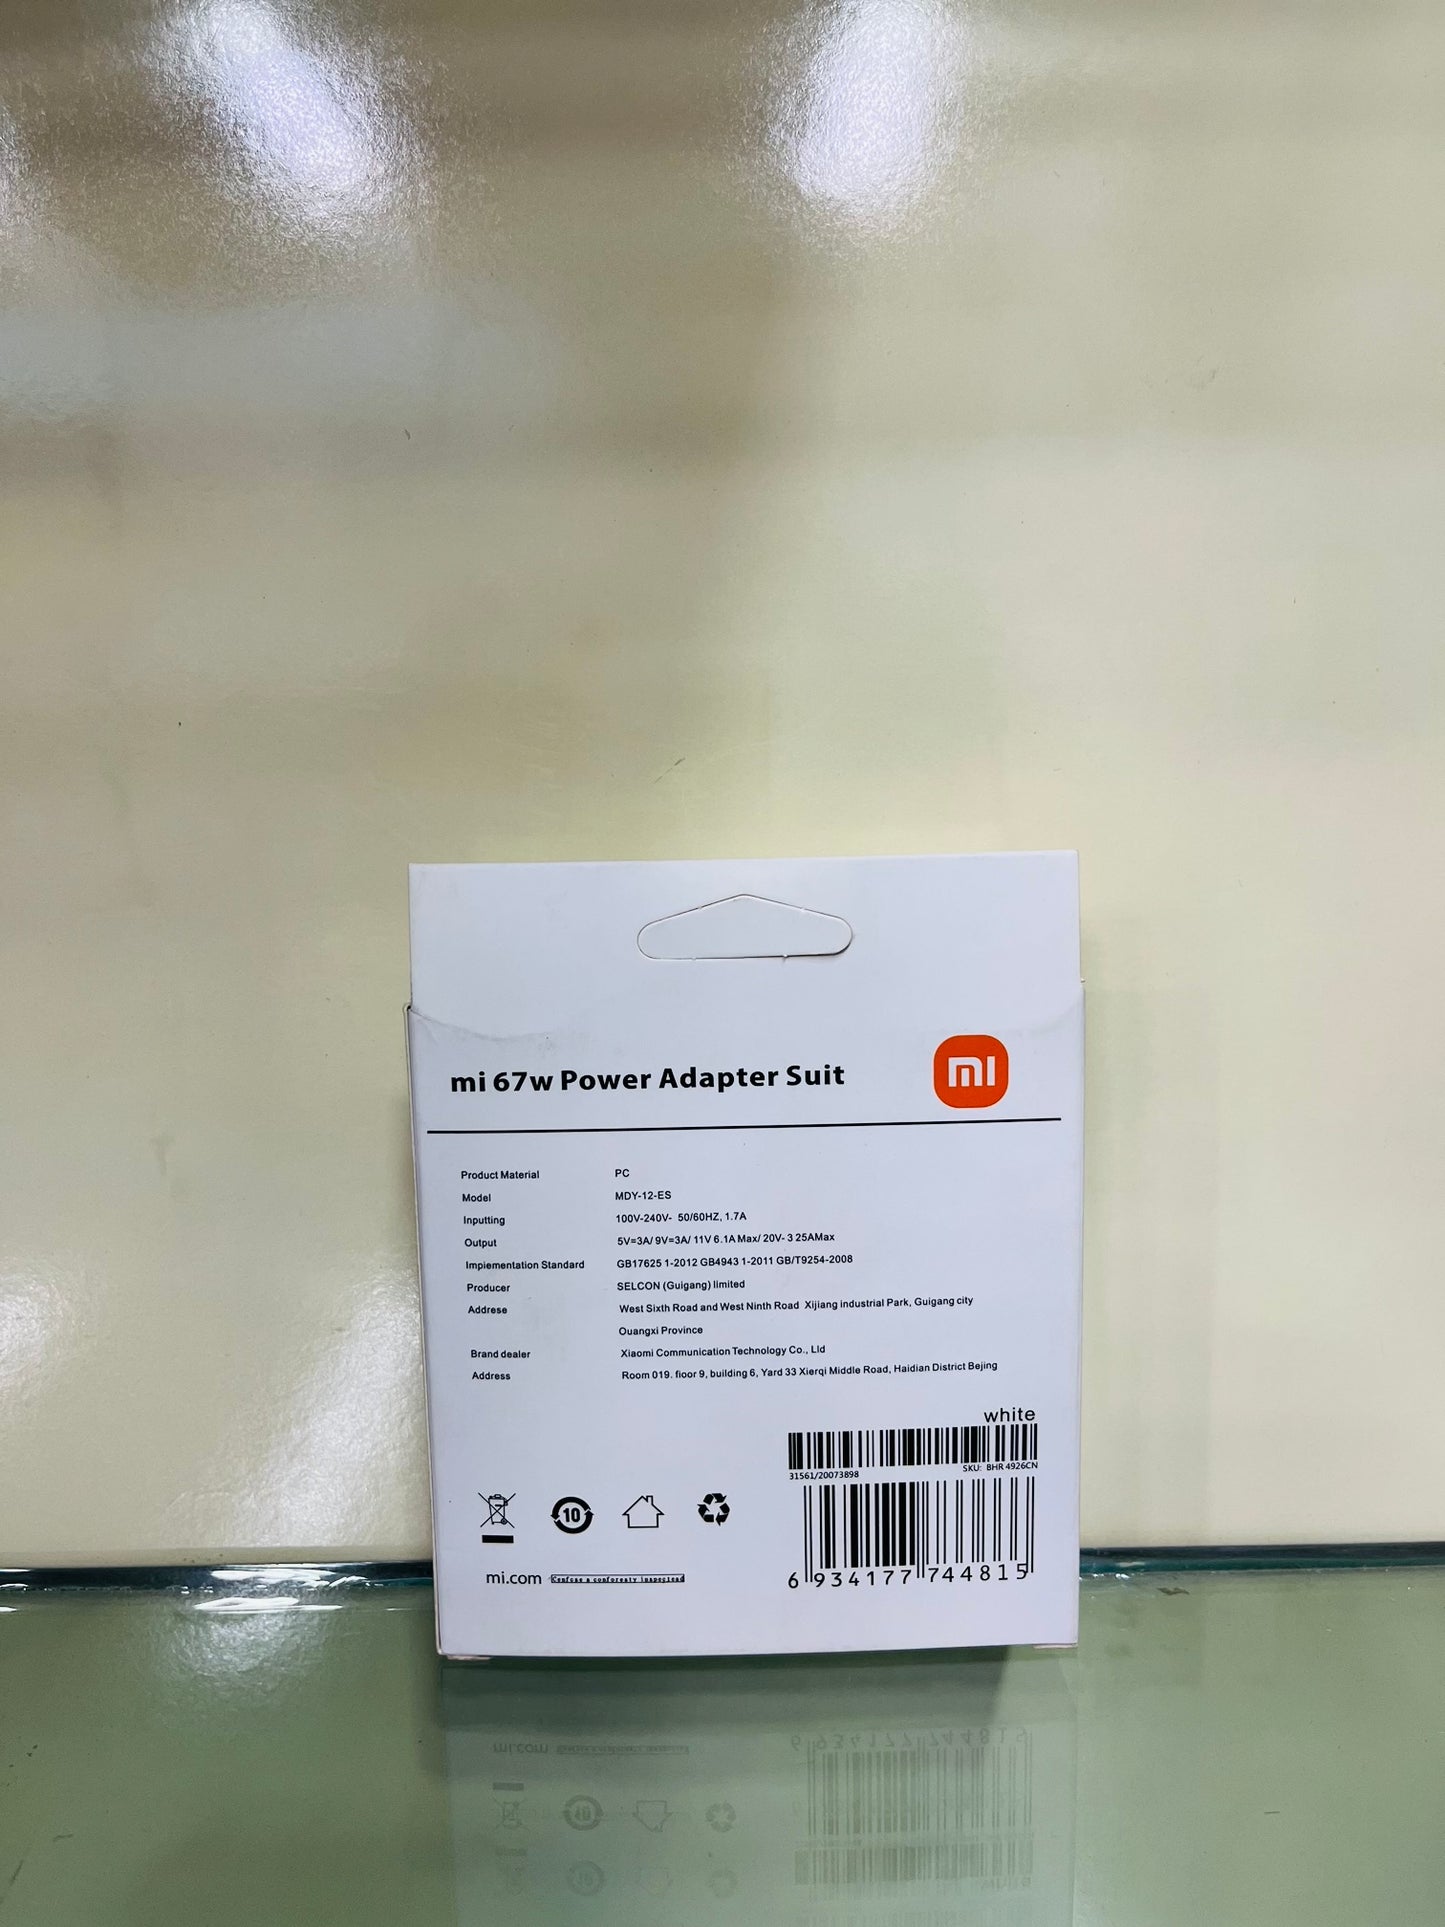 mi 67w Power Adapter Suit
mi
Product Material PC
Model MDY-12-ES
Inputting 100V-240V- 50/60HZ, 1.7A
Output 5V=3A/ 9V=3A/ 11V 6.1A Max/ 20V- 3 25AMax
Impiementation Standard GB17625 1-2012 GB4943 1-2011 GB/T9254-2008
Producer SELCON (Guigang) limited
Addrese West Sixth Road and West Ninth Road Xijiang industrial Park, Guigang city
Ouangxi Province
Brand dealer Xiaomi Communication Technology Co., Lld
Address Room 019. fioor 9, building 6, Yard 33 Xierqi Middle Road, Haidian District Bejing
white
31561/20073898 SKU: BHR 4926CN
10
6 934177 744815
mi.com